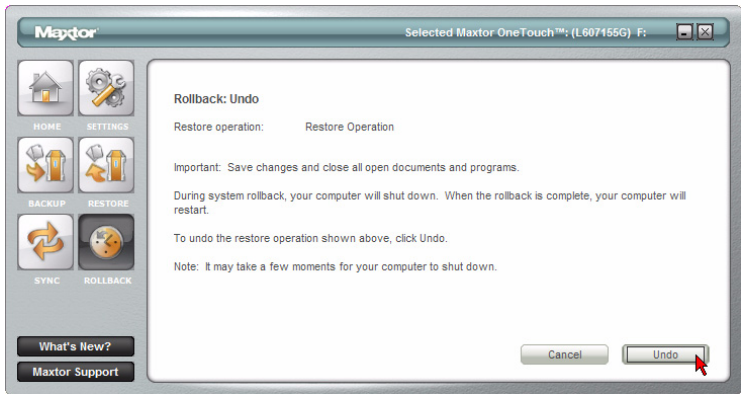 Maxtor
Selected Maxtor OneTouch™: (L607155G) F:
HOME SETTINGS
BACKUP RESTORE
SYNC ROLLBACK
What's New?
Maxtor Support
Rollback: Undo
Restore operation: Restore Operation
Important: Save changes and close all open documents and programs.
During system rollback, your computer will shut down. When the rollback is complete, your computer will
restart.
To undo the restore operation shown above, click Undo.
Note: It may take a few moments for your computer to shut down.
Cancel Undo